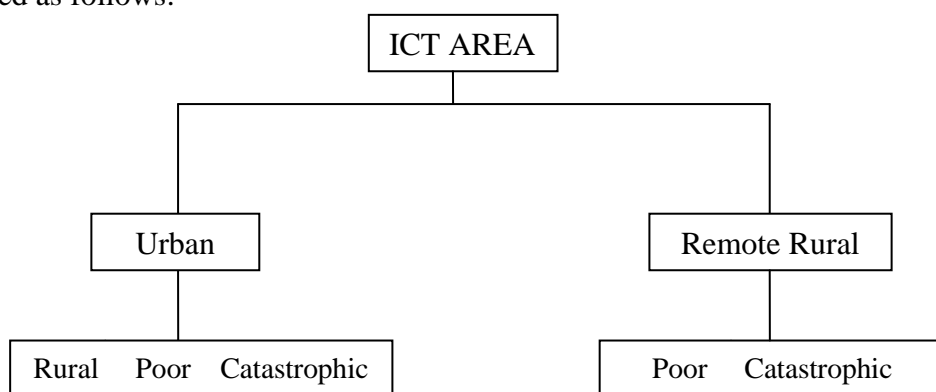 ed as follows:
ICT AREA
Urban
Remote Rural
Rural Poor Catastrophic
Poor Catastrophic